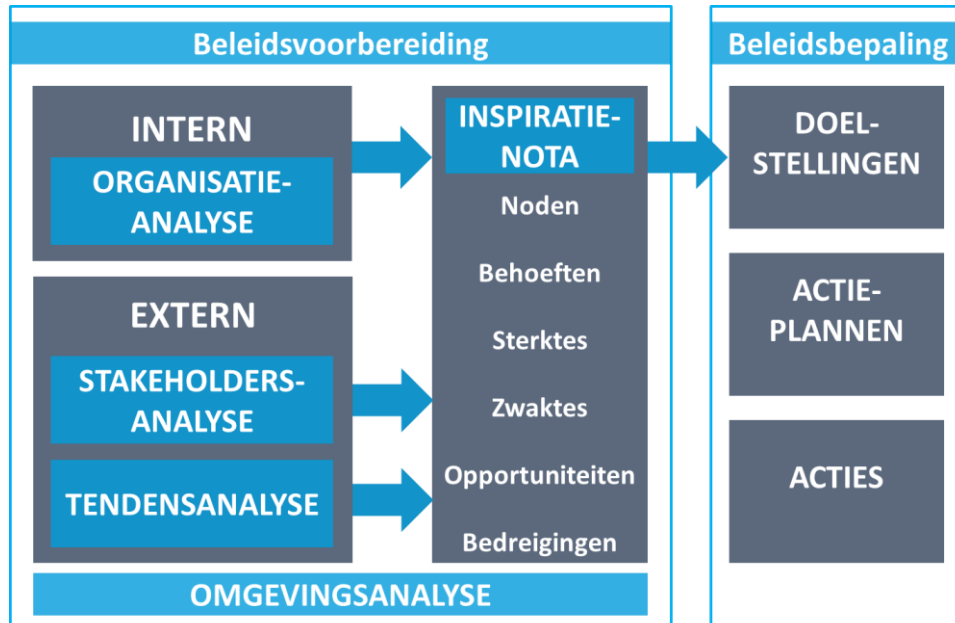 Beleidsvoorbereiding
INTERN
ORGANISATIE-
ANALYSE
EXTERN
STAKEHOLDERS-
ANALYSE
TENDENSANALYSE
INSPIRATIE-
NOTA
Noden
Behoeften
Sterktes
Zwaktes
Opportuniteiten
Bedreigingen
OMGEVINGSANALYSE
Beleidsbepaling
DOEL-
STELLINGEN
ACTIE-
PLANNEN
ACTIES